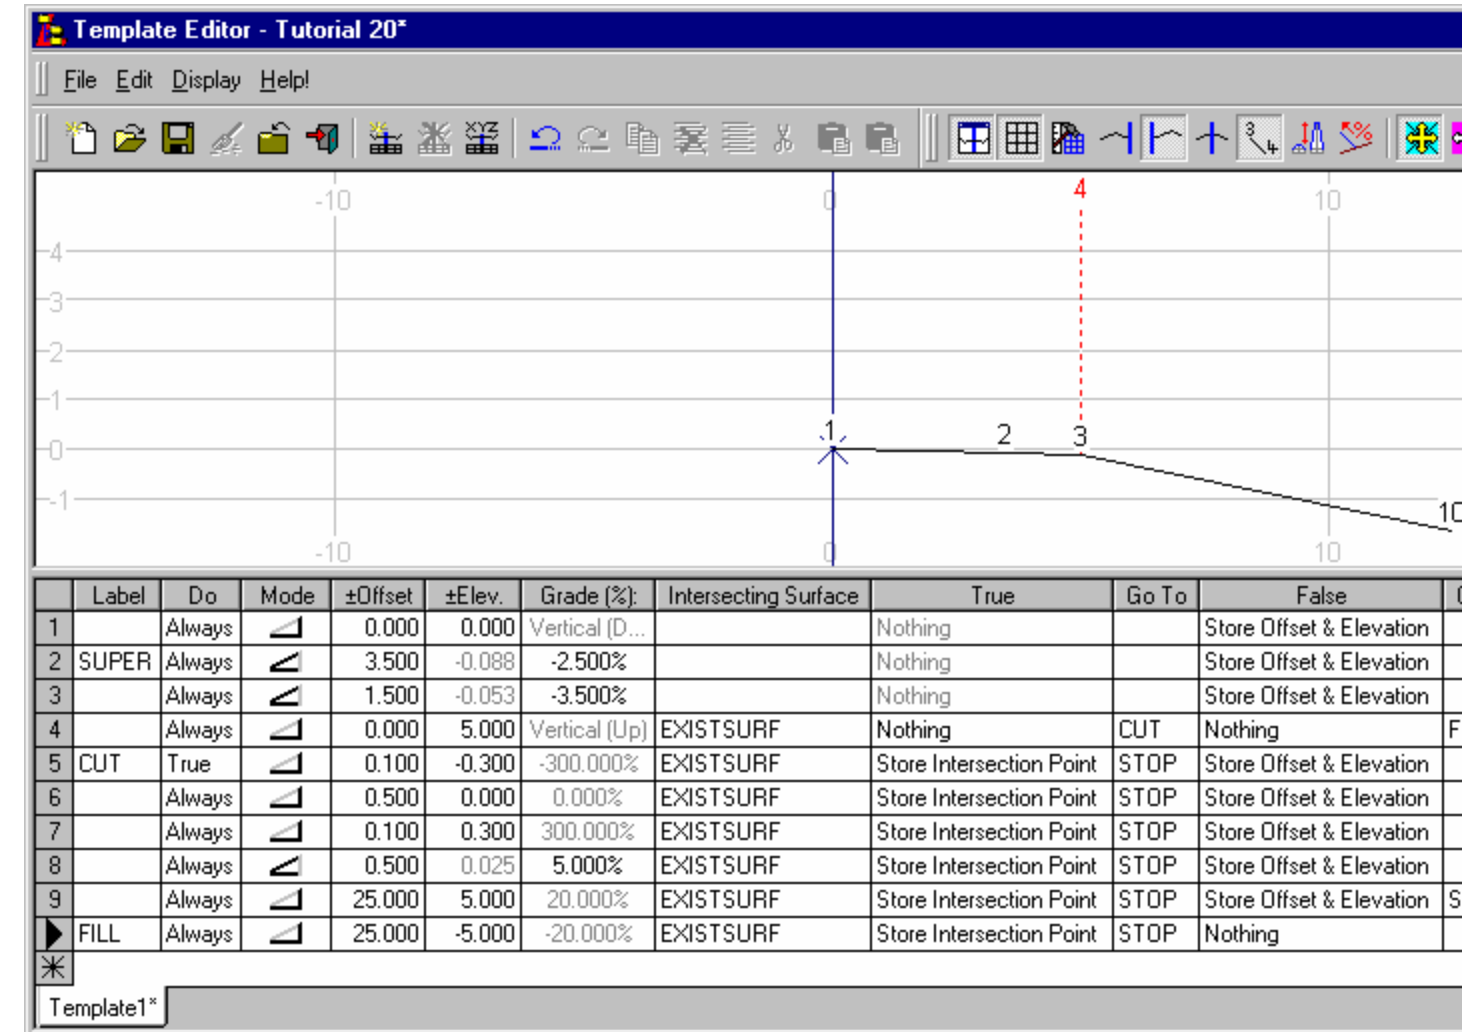 Template Editor - Tutorial 20*
File Edit Display Help!
XYZ 3 4 %
-10 0 4 10
4
3
2
1
1 2 3
0
-1
10
-10 0 10
Label Do Mode ±Offset ±Elev. Grade (%): Intersecting Surface True Go To False
1 Always 0.000 0.000 Vertical (D... Nothing Store Offset & Elevation
2 SUPER Always 3.500 -0.088 -2.500% Nothing Store Offset & Elevation
3 Always 1.500 -0.053 -3.500% Nothing Store Offset & Elevation
4 Always 0.000 5.000 Vertical (Up) EXISTSURF Nothing CUT Nothing F
5 CUT True 0.100 -0.300 -300.000% EXISTSURF Store Intersection Point STOP Store Offset & Elevation
6 Always 0.500 0.000 0.000% EXISTSURF Store Intersection Point STOP Store Offset & Elevation
7 Always 0.100 0.300 300.000% EXISTSURF Store Intersection Point STOP Store Offset & Elevation
8 Always 0.500 0.025 5.000% EXISTSURF Store Intersection Point STOP Store Offset & Elevation
9 Always 25.000 5.000 20.000% EXISTSURF Store Intersection Point STOP Store Offset & Elevation S
FILL Always 25.000 -5.000 -20.000% EXISTSURF Store Intersection Point STOP Nothing
Template1*